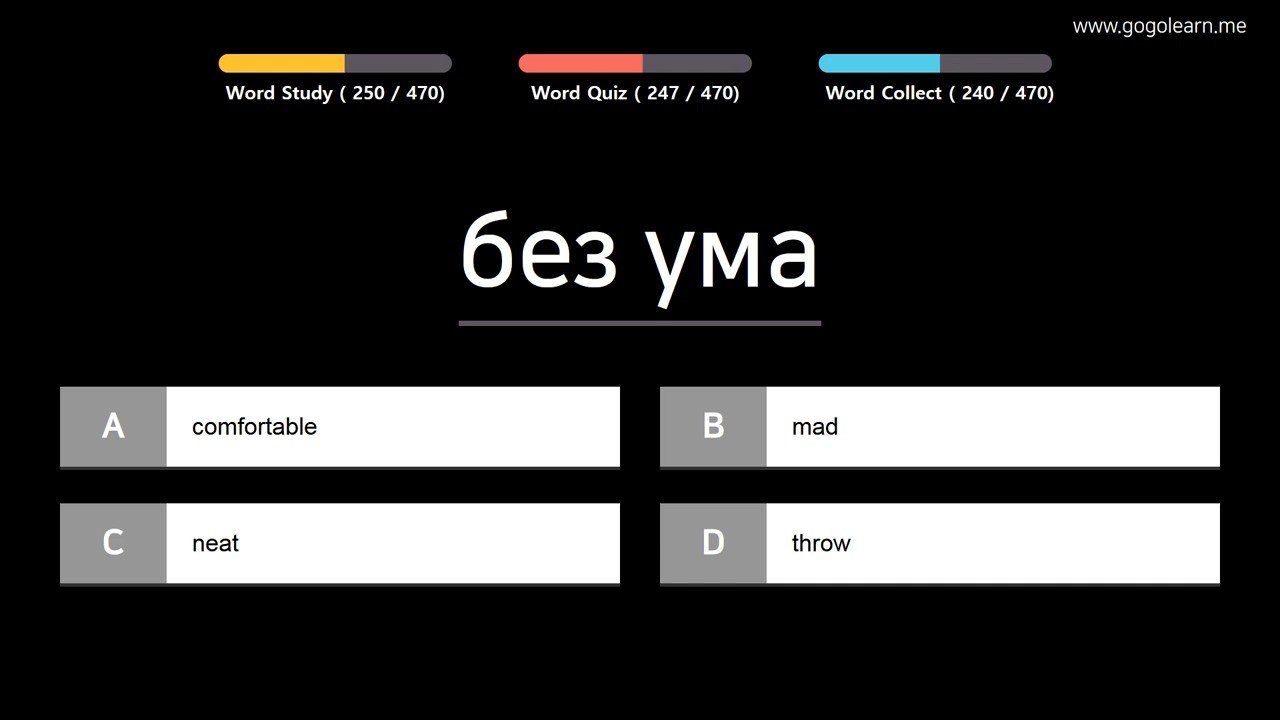 www.gogolearn.me
Word Study ( 250 / 470)
Word Quiz ( 247 / 470)
Word Collect ( 240 / 470)
без ума
A comfortable
B mad
C neat
D throw